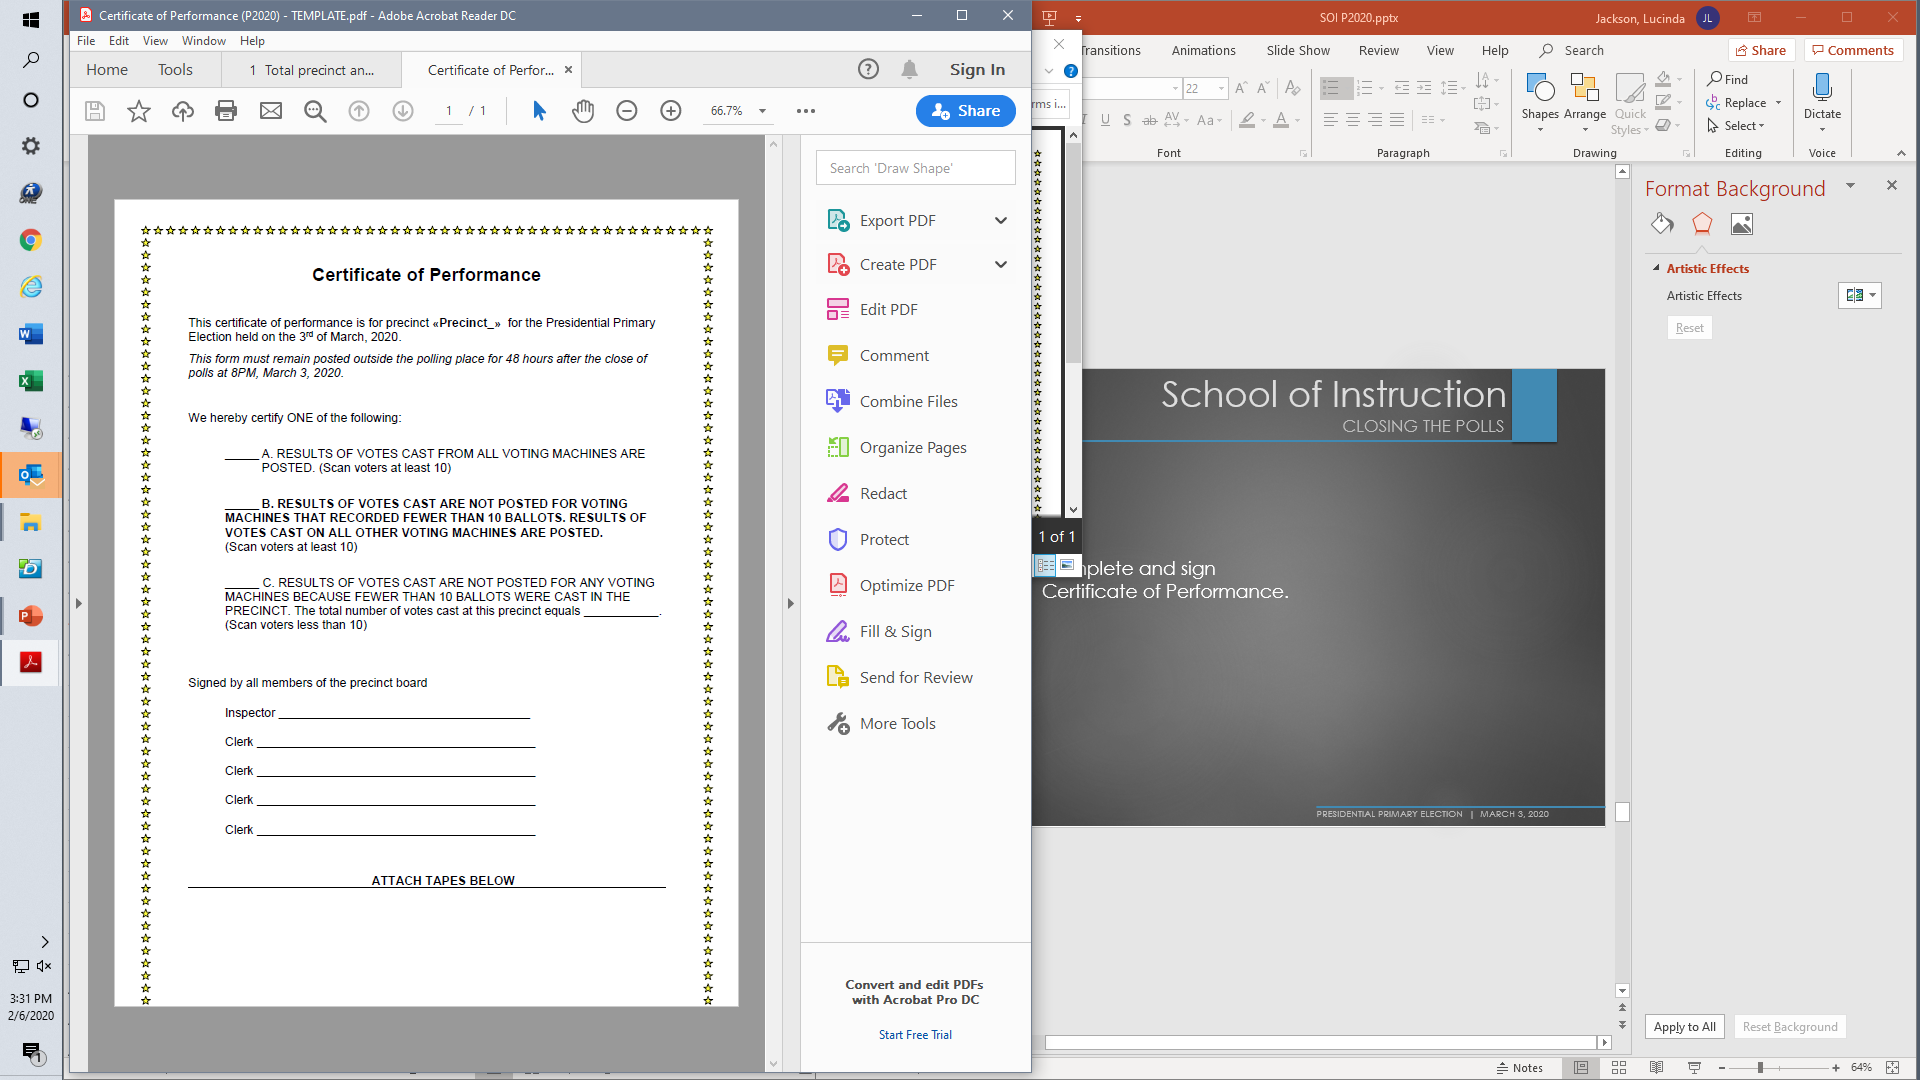 Certificate of Performance (P2020) - TEMPLATE.pdf - Adobe Acrobat Reader DC
File Edit View Window Help
Home Tools 1 Total precinct an... Certificate of Perfor... Sign In
1 / 1 66.7% Share
Certificate of Performance
This certificate of performance is for precinct «Precinct_» for the Presidential Primary
Election held on the 3rd of March, 2020.
This form must remain posted outside the polling place for 48 hours after the close of
polls at 8PM, March 3, 2020.
We hereby certify ONE of the following:
_____ A. RESULTS OF VOTES CAST FROM ALL VOTING MACHINES ARE
POSTED. (Scan voters at least 10)
_____ B. RESULTS OF VOTES CAST ARE NOT POSTED FOR VOTING
MACHINES THAT RECORDED FEWER THAN 10 BALLOTS. RESULTS OF
VOTES CAST ON ALL OTHER VOTING MACHINES ARE POSTED.
(Scan voters at least 10)
_____ C. RESULTS OF VOTES CAST ARE NOT POSTED FOR ANY VOTING
MACHINES BECAUSE FEWER THAN 10 BALLOTS WERE CAST IN THE
PRECINCT. The total number of votes cast at this precinct equals ___________.
(Scan voters less than 10)
Signed by all members of the precinct board
Inspector
Clerk
Clerk
Clerk
Clerk
ATTACH TAPES BELOW
Search 'Draw Shape'
Export PDF
Create PDF
Edit PDF
Comment
Combine Files
Organize Pages
Redact
Protect
Optimize PDF
Fill & Sign
Send for Review
More Tools
Convert and edit PDFs
with Acrobat Pro DC
Start Free Trial
rms i...
1 of 1
SOI P2020.pptx Jackson, Lucinda JL
Transitions Animations Slide Show Review View Help Search Share Comments
22
Shapes Arrange Quick
Styles
Find
Replace
Select
Dictate
Font Paragraph Drawing Editing Voice
School of Instruction
CLOSING THE POLLS
mplete and sign
Certificate of Performance.
PRESIDENTIAL PRIMARY ELECTION | MARCH 3, 2020
Format Background
Artistic Effects
Artistic Effects
Reset
Apply to All Reset Background
Notes 64%
3:31 PM
2/6/2020
1